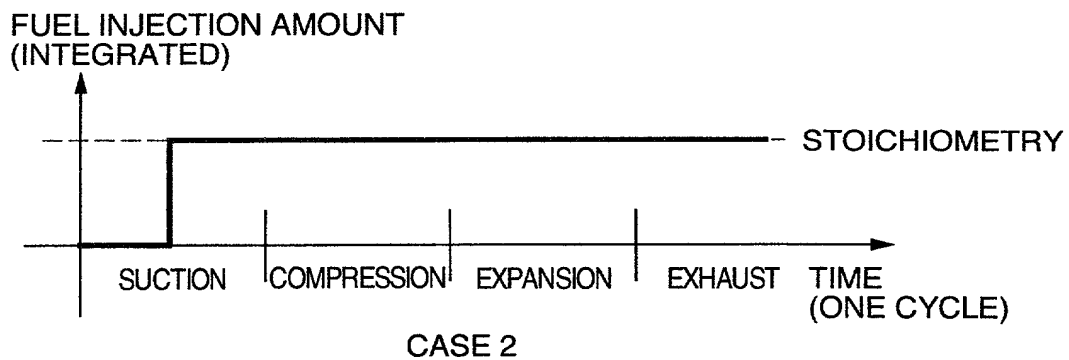 FUEL INJECTION AMOUNT
(INTEGRATED)
STOICHIOMETRY
SUCTION COMPRESSION EXPANSION EXHAUST TIME
(ONE CYCLE)
CASE 2